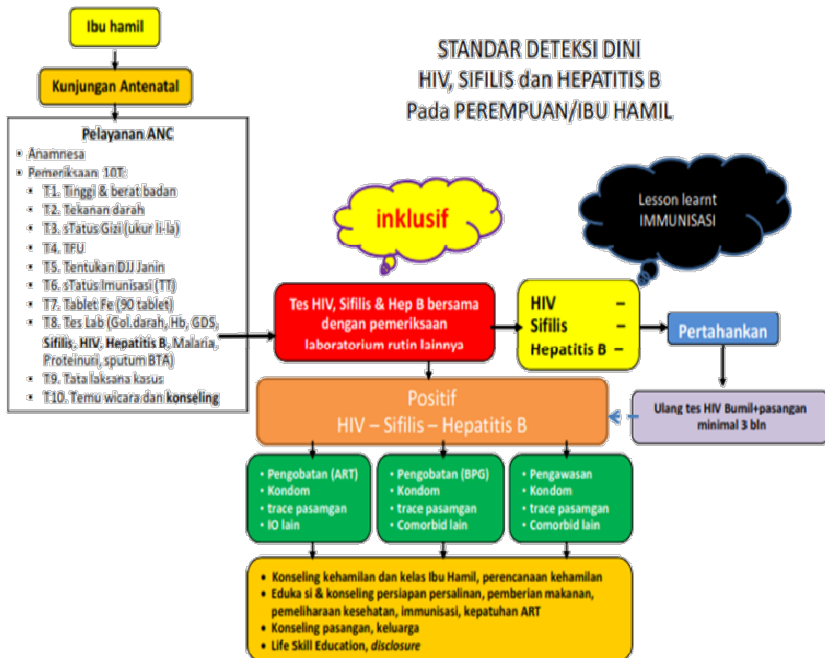 Ibu hamil
Kunjungan Antenatal
STANDAR DETEKSI DINI
HIV, SIFILIS dan HEPATITIS B
Pada PEREMPUAN/IBU HAMIL
Pelayanan ANC
• Anamnesa
• Pemeriksaan 10T:
• T1. Tinggi & berat badan
• T2. Tekanan darah
• T3. sTatus Gizi (ukur li-la)
• T4. TFU
• T5. Tentukan DJJ Janin
• T6. sTatus Imunisasi (TT)
• T7. Tablet Fe (90 tablet)
• T8. Tes Lab (Gol.darah, Hb, GDS,
Sifilis, HIV, Hepatitis B, Malaria,
Proteinuri, sputum BTA)
• T9. Tata laksana kasus
• T10. Temu wicara dan konseling
inklusif
Lesson learnt
IMMUNISASI
Tes HIV, Sifilis & Hep B bersama
dengan pemeriksaan
laboratorium rutin lainnya
HIV –
Sifilis –
Hepatitis B –
Pertahankan
Positif
HIV – Sifilis – Hepatitis B
Ulang tes HIV Bumil+pasangan
minimal 3 bln
• Pengobatan (ART)
• Kondom
• trace pasamgan
• IO lain
• Pengobatan (BPG)
• Kondom
• trace pasamgan
• Comorbid lain
• Pengawasan
• Kondom
• trace pasamgan
• Comorbid lain
• Konseling kehamilan dan kelas Ibu Hamil, perencanaan kehamilan
• Eduka si & konseling persiapan persalinan, pemberian makanan,
pemeliharaan kesehatan, immunisasi, kepatuhan ART
• Konseling pasangan, keluarga
• Life Skill Education, disclosure